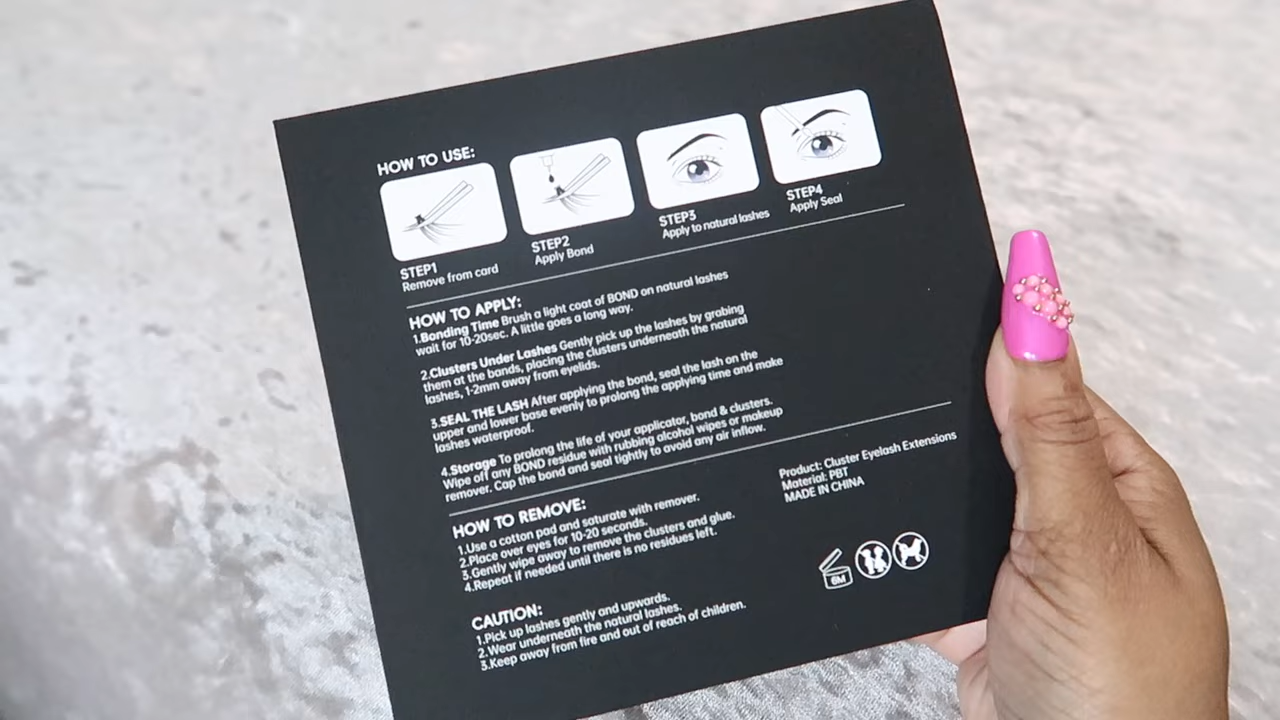 HOW TO USE:
STEP1
Remove from card
STEP2
Apply Bond
STEP3
Apply to natural lashes
STEP4
Apply Seal
HOW TO APPLY:
1.Bonding Time Brush a light coat of BOND on natural lashes
wait for 10-20sec. A little goes a long way.
2.Clusters Under Lashes Gently pick up the lashes by grabing
them at the bands, placing the clusters underneath the natural
lashes, 1-2mm away from eyelids.
3.SEAL THE LASH After applying the bond, seal the lash on the
upper and lower base evenly to prolong the applying time and make
lashes waterproof.
4.Storage To prolong the life of your applicator, bond & clusters.
Wipe off any BOND residue with rubbing alcohol wipes or makeup
remover. Cap the bond and seal tightly to avoid any air inflow.
HOW TO REMOVE:
1.Use a cotton pad and saturate with remover.
2.Place over eyes for 10-20 seconds.
3.Gently wipe away to remove the clusters and glue.
4.Repeat if needed until there is no residues left.
Product: Cluster Eyelash Extensions
Material: PBT
MADE IN CHINA
6M
CAUTION:
1.Pick up lashes gently and upwards.
2.Wear underneath the natural lashes.
3.Keep away from fire and out of reach of children.